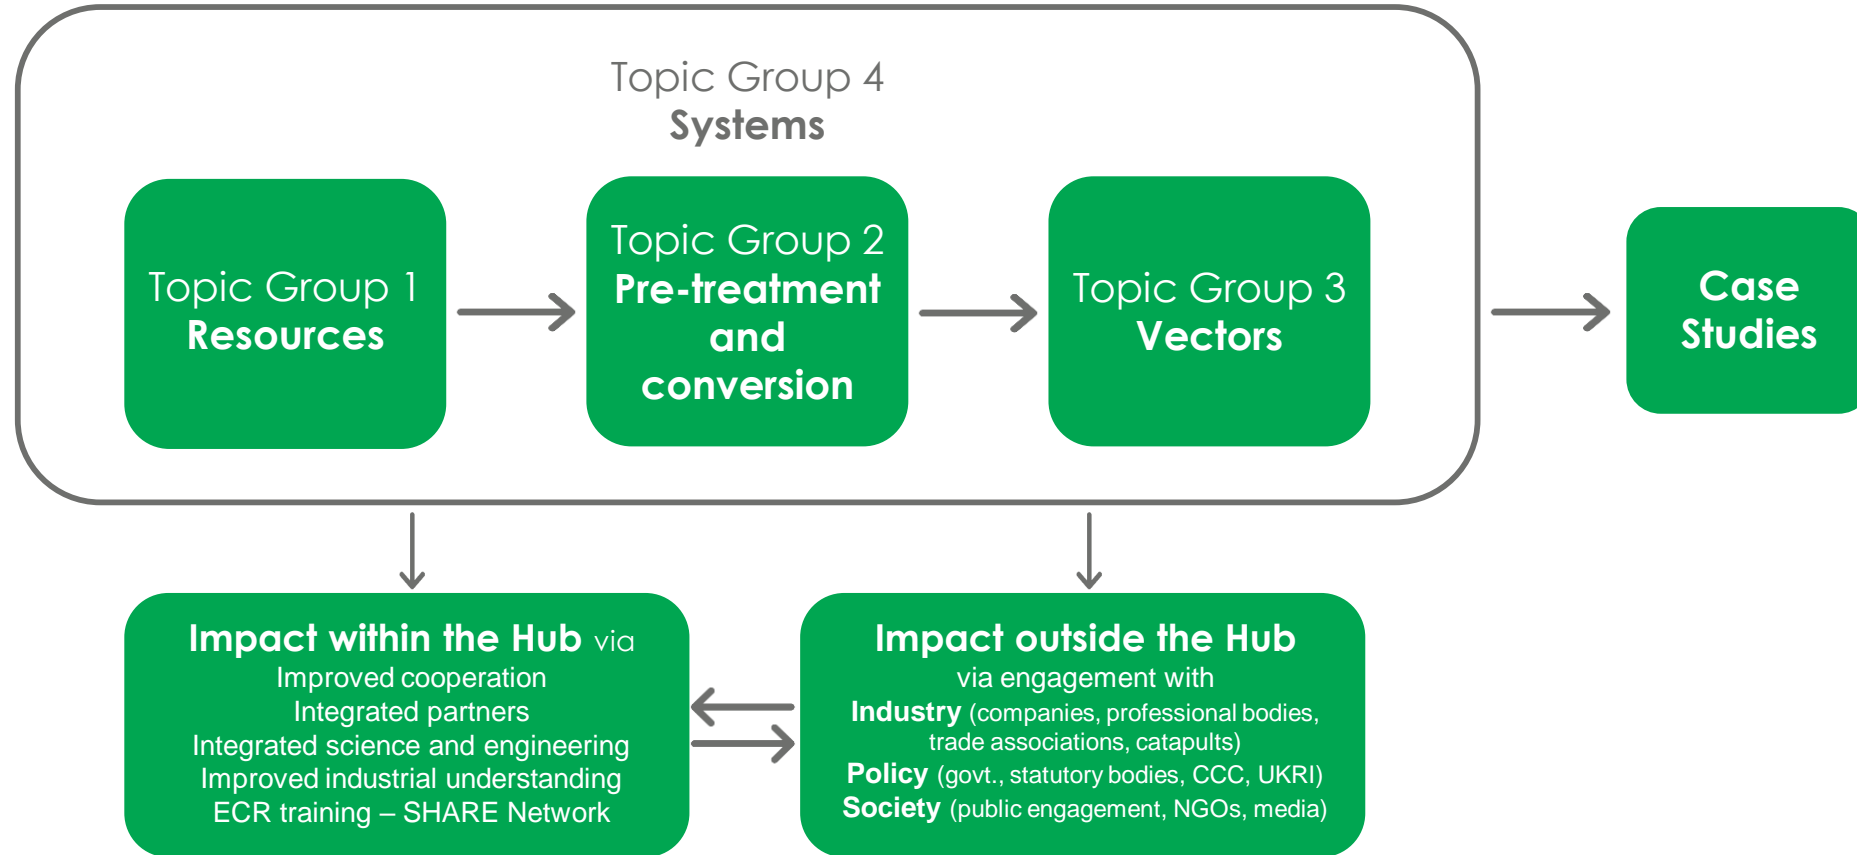 Topic Group 4
Systems
Topic Group 1
Resources
Topic Group 2
Pre-treatment
and
conversion
Topic Group 3
Vectors
Case
Studies
Impact within the Hub via
Improved cooperation
Integrated partners
Integrated science and engineering
Improved industrial understanding
ECR training – SHARE Network
Impact outside the Hub
via engagement with
Industry (companies, professional bodies,
trade associations, catapults)
Policy (govt., statutory bodies, CCC, UKRI)
Society (public engagement, NGOs, media)